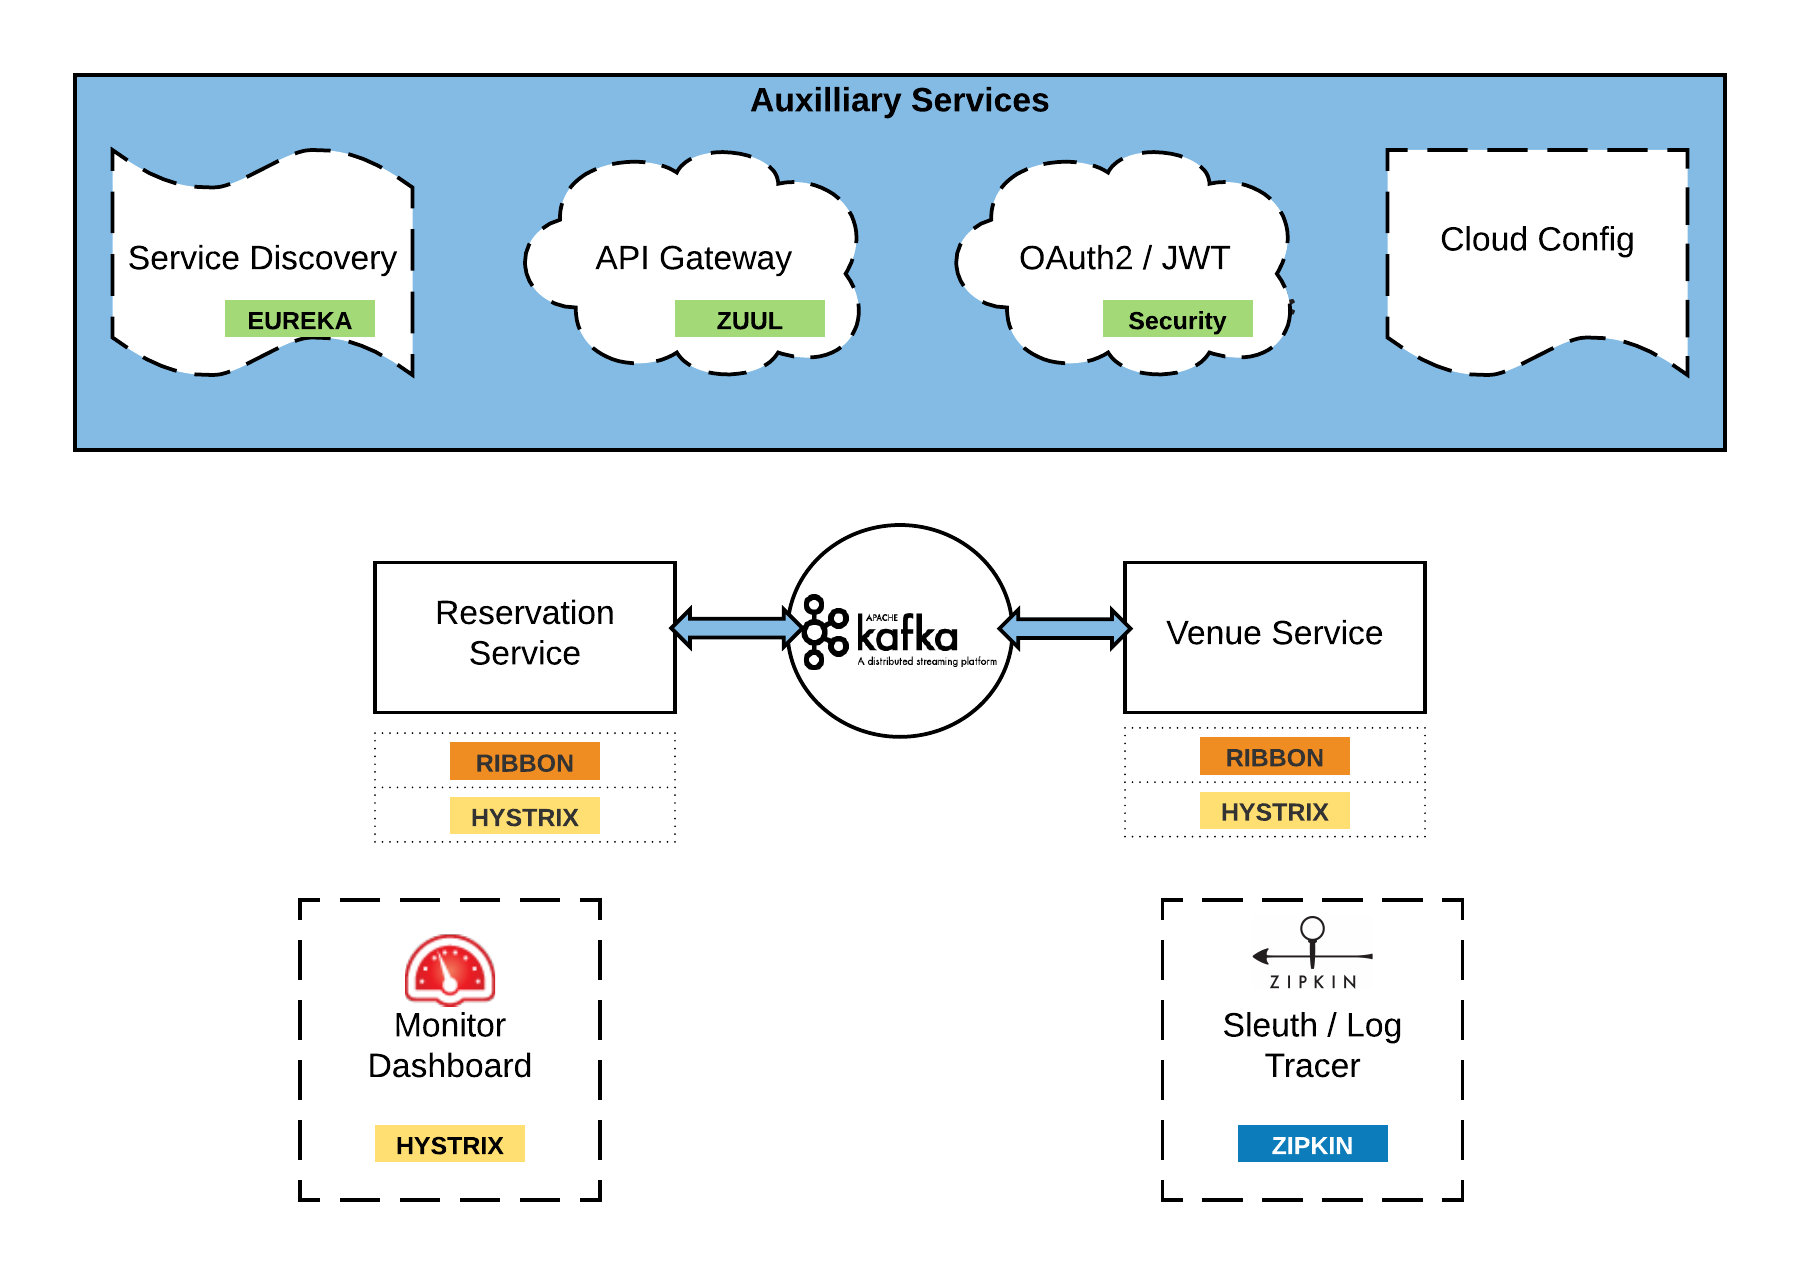 Auxilliary Services
Service Discovery
EUREKA
API Gateway
ZUUL
OAuth2 / JWT
Security
Cloud Config
Reservation
Service
APACHE
kafka
A distributed streaming platform
Venue Service
RIBBON
HYSTRIX
RIBBON
HYSTRIX
Monitor
Dashboard
HYSTRIX
ZIPKIN
Sleuth / Log
Tracer
ZIPKIN